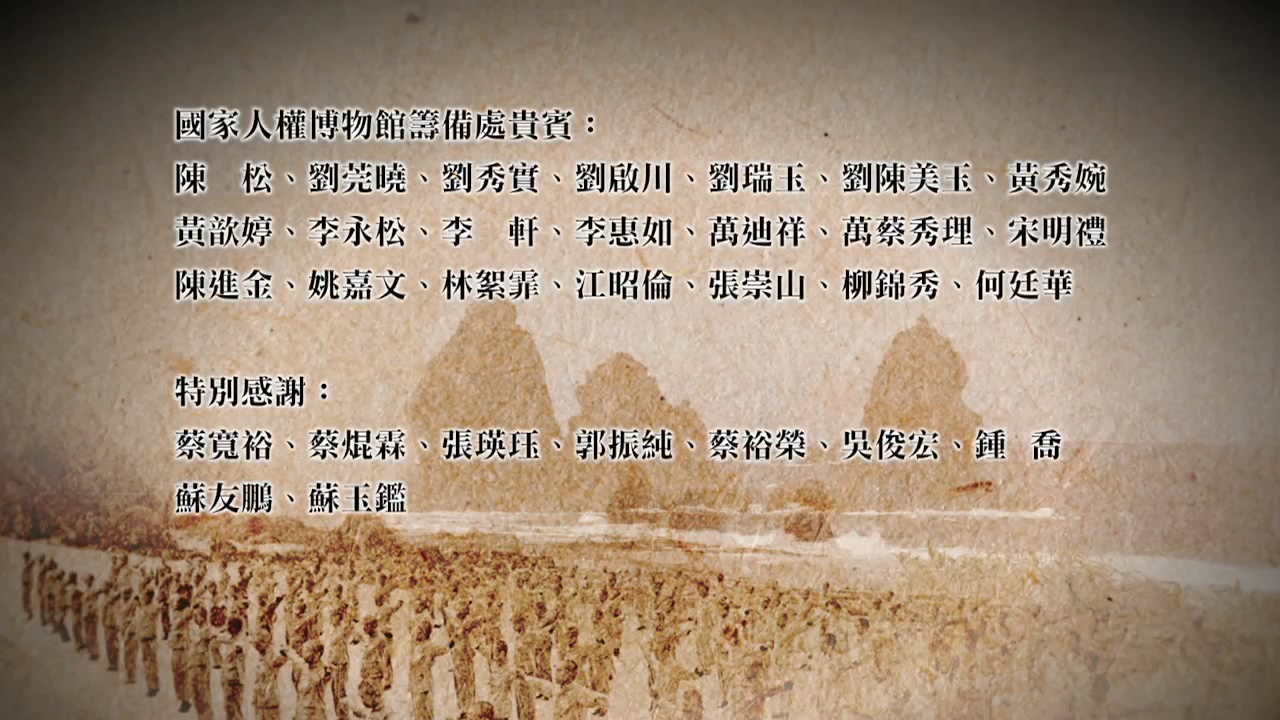 國家人權博物館籌備處貴賓：
陳　松、劉莞曉、劉秀實、劉啟川、劉瑞玉、劉陳美玉、黃秀婉
黃歆婷、李永松、李　軒、李惠如、萬迪祥、萬蔡秀理、宋明禮
陳進金、姚嘉文、林絮霏、江昭倫、張崇山、柳錦秀、何廷華
特別感謝：
蔡寬裕、蔡焜霖、張瑛珏、郭振純、蔡裕榮、吳俊宏、鍾　喬
蘇友鵬、蘇玉鑑